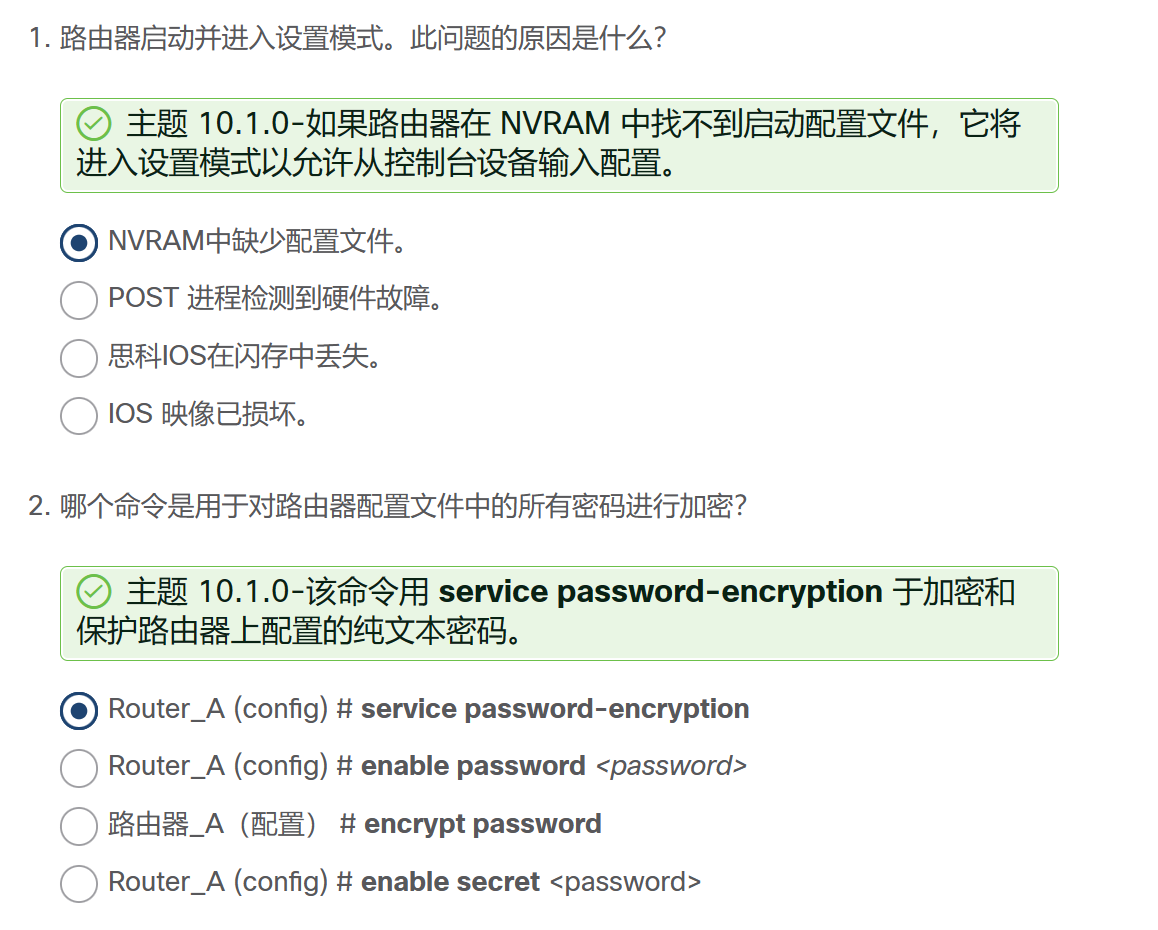 1. 路由器启动并进入设置模式。此问题的原因是什么？
主题 10.1.0-如果路由器在 NVRAM 中找不到启动配置文件，它将
进入设置模式以允许从控制台设备输入配置。
NVRAM中缺少配置文件。
POST 进程检测到硬件故障。
思科IOS在闪存中丢失。
IOS 映像已损坏。
2. 哪个命令是用于对路由器配置文件中的所有密码进行加密？
主题 10.1.0-该命令用 service password-encryption 于加密和
保护路由器上配置的纯文本密码。
Router_A (config) # service password-encryption
Router_A (config) # enable password <password>
路由器_A（配置） # encrypt password
Router_A (config) # enable secret <password>